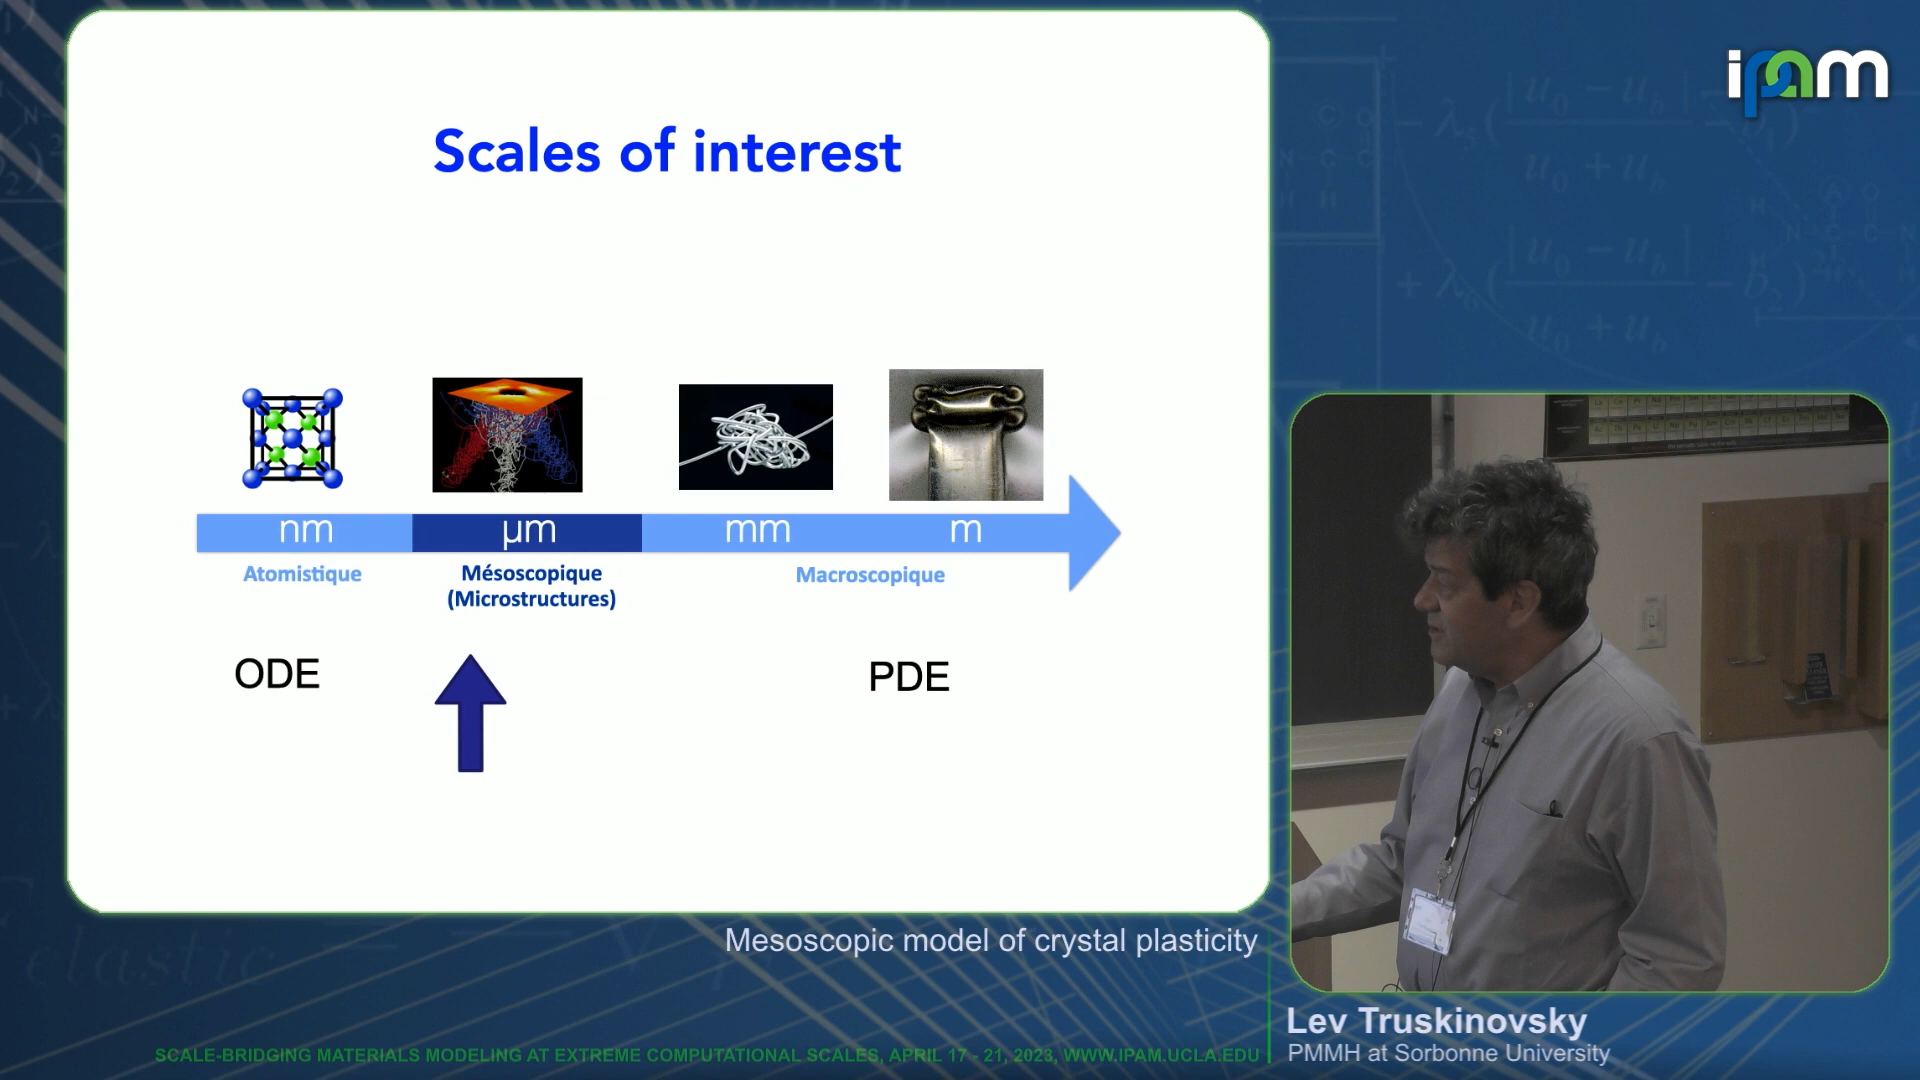 Scales of interest
nm
µm
mm
m
Atomistique
Mésoscopique
(Microstructures)
Macroscopique
ODE
PDE
ipam
Mesoscopic model of crystal plasticity
Lev Truskinovsky
PMMH at Sorbonne University
SCALE-BRIDGING MATERIALS MODELING AT EXTREME COMPUTATIONAL SCALES, APRIL 17 - 21, 2023, WWW.IPAM.UCLA.EDU